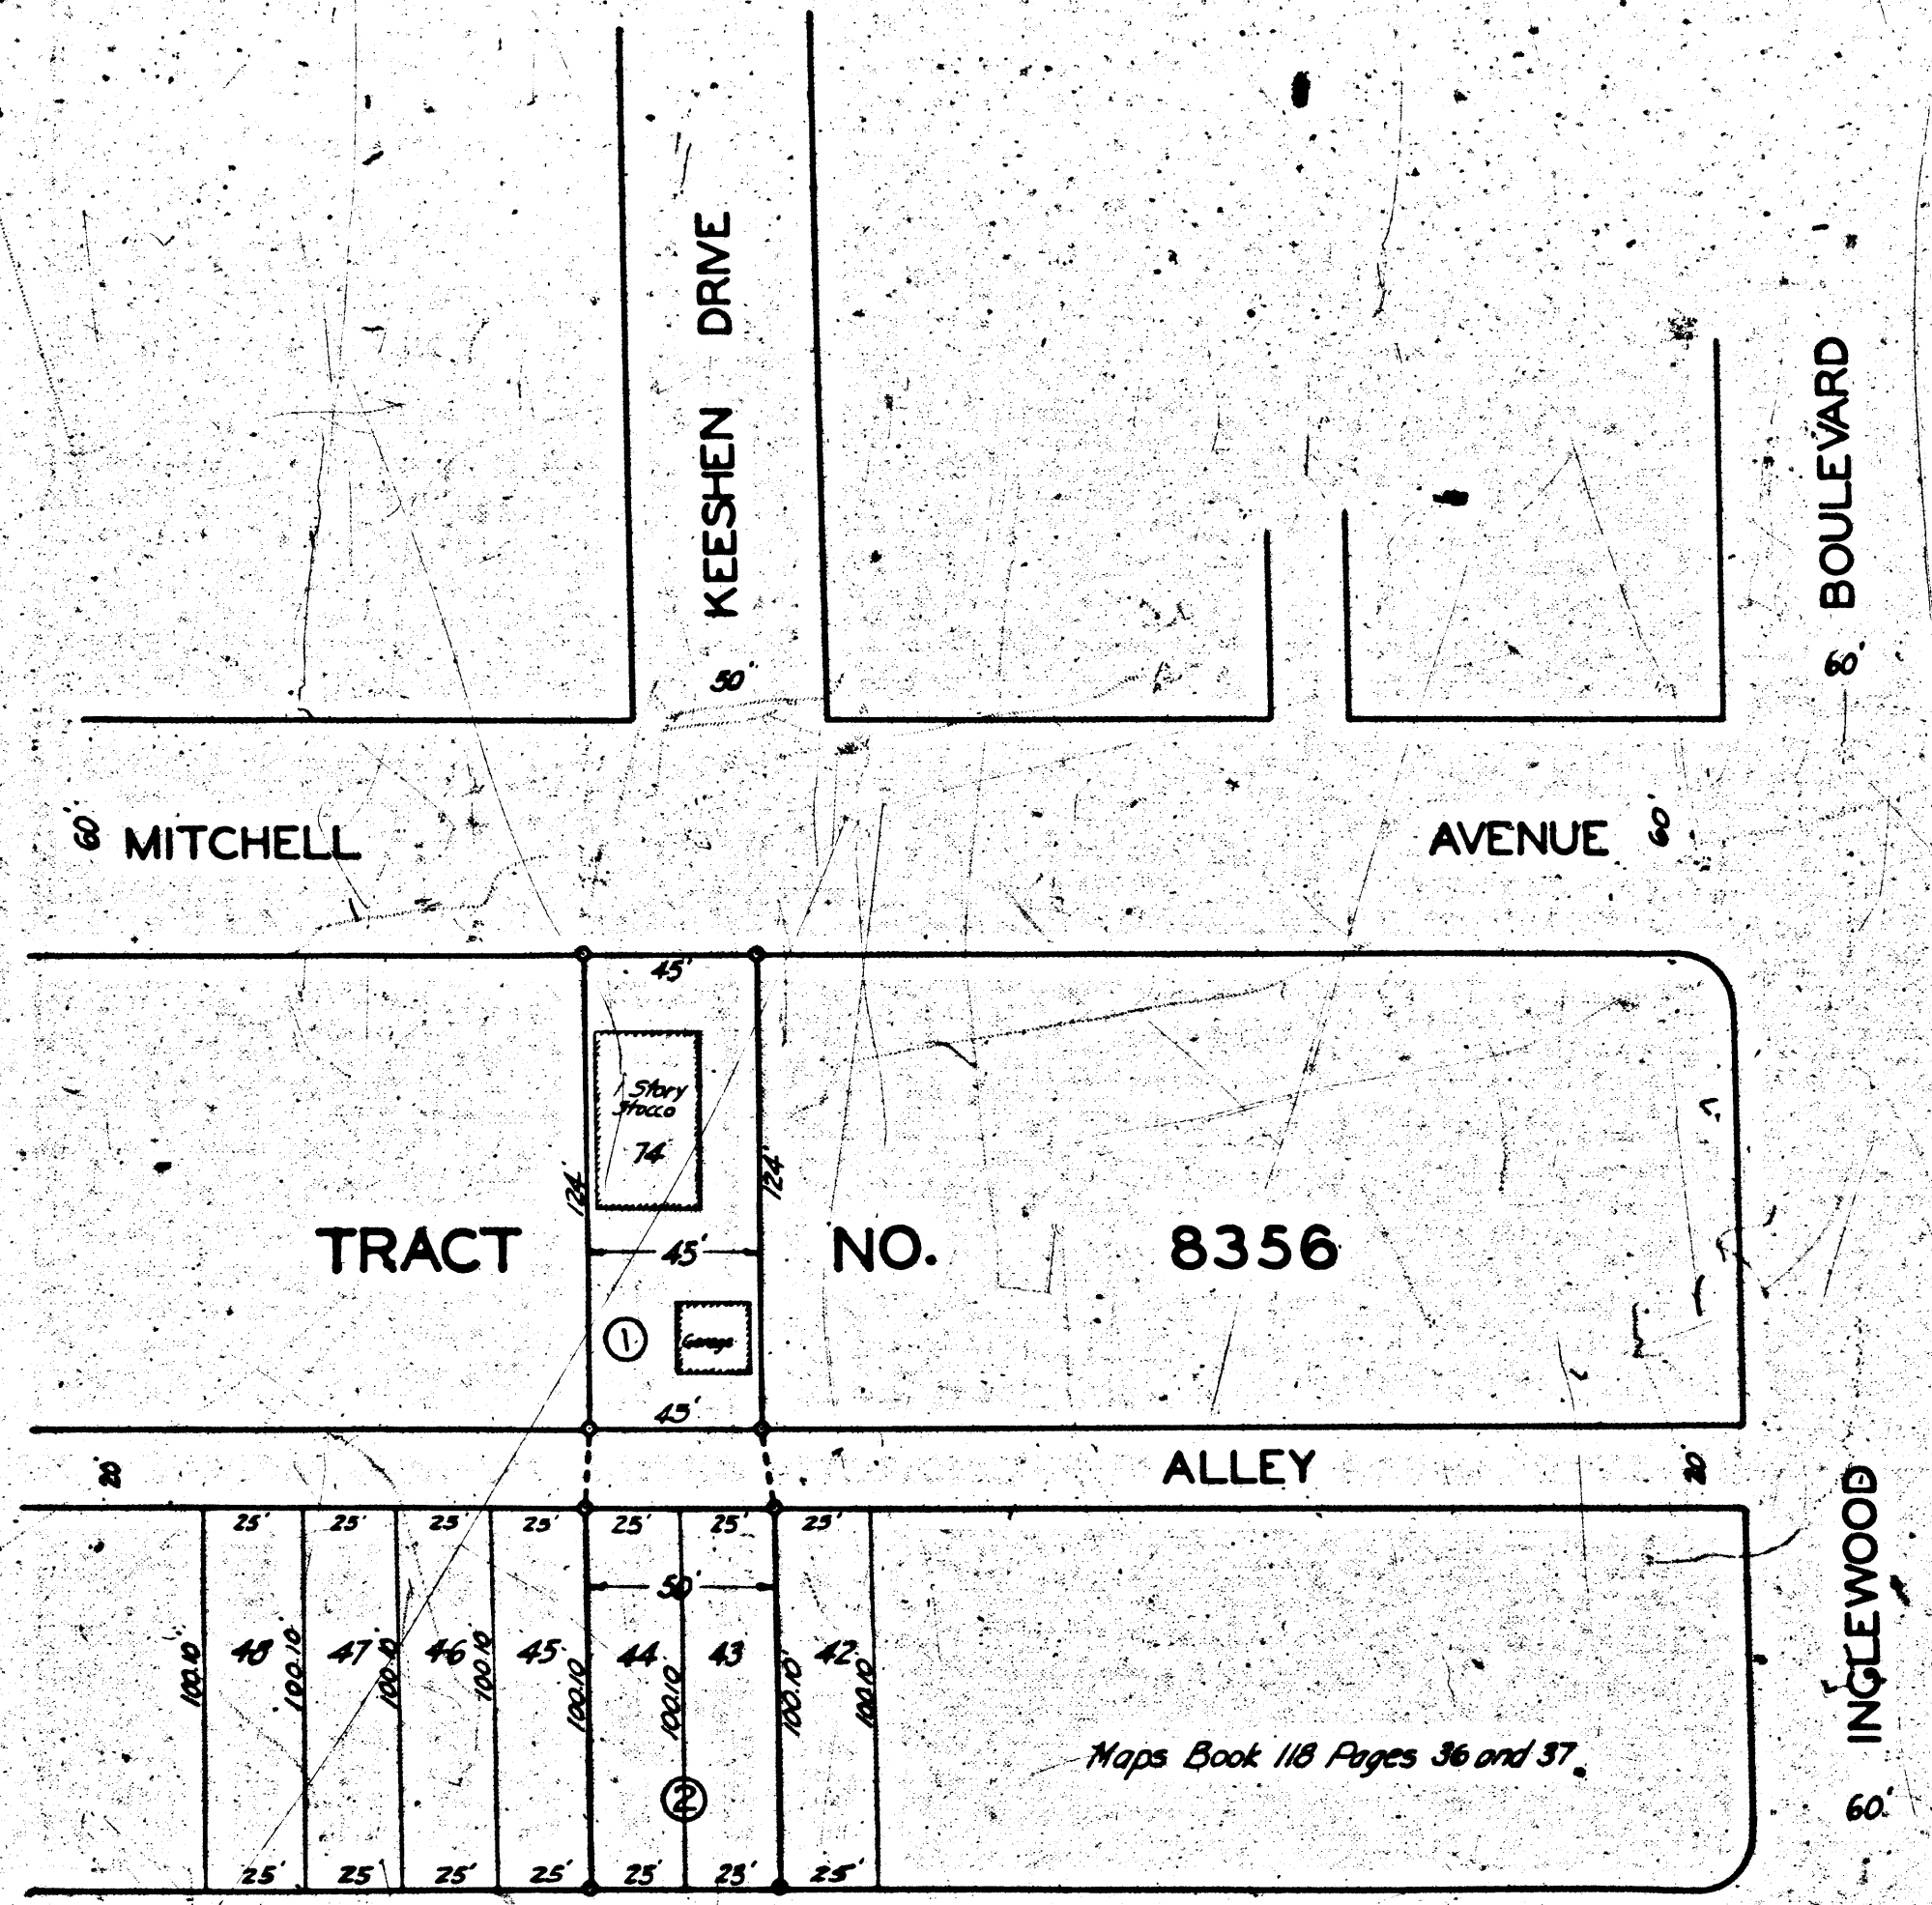 KEESHEN DRIVE
50'
BOULEVARD
60'
60' MITCHELL AVENUE 60'
45'
1 Story
Stucco
74
124'
124'
TRACT NO. 8356
45'
1
Garage
45'
20' ALLEY 20'
25' 25' 25' 25' 25' 25' 25'
50'
48 47 46 45 44 43 42
100.10 100.10 100.10 100.10 100.10 100.10 100.10 100.10
INGLEWOOD
60'
Maps Book 118 Pages 36 and 37.
2
25' 25' 25' 25' 25' 25' 25'